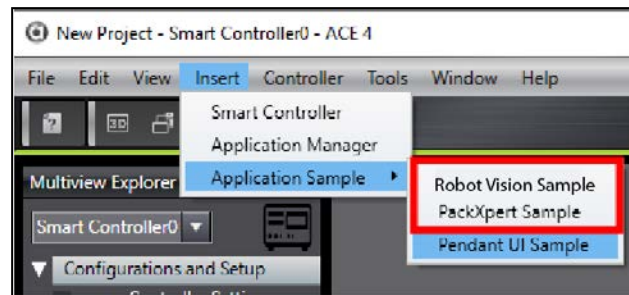 New Project - Smart Controller0 - ACE 4
File Edit View Insert Controller Tools Window Help
3D
Smart Controller
Application Manager
Application Sample
Robot Vision Sample
PackXpert Sample
Pendant UI Sample
Multiview Explorer
Smart Controller0
Configurations and Setup